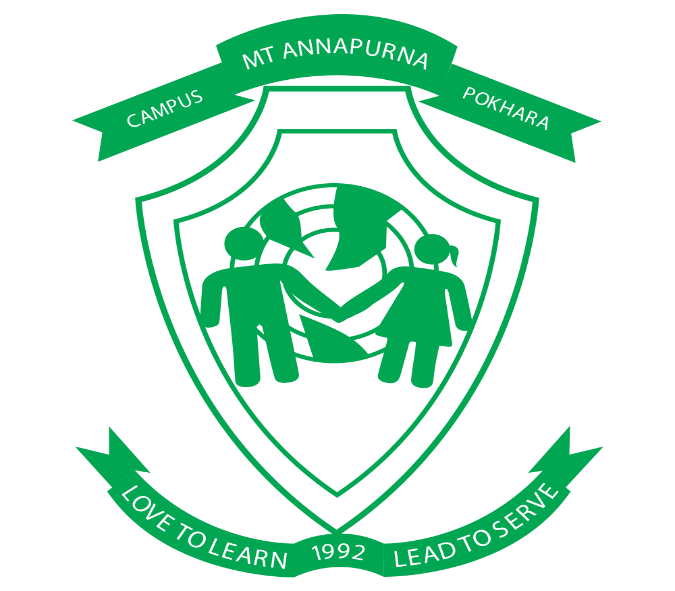 MT ANNAPURNA
CAMPUS
POKHARA
LOVE TO LEARN
1992
LEAD TO SERVE